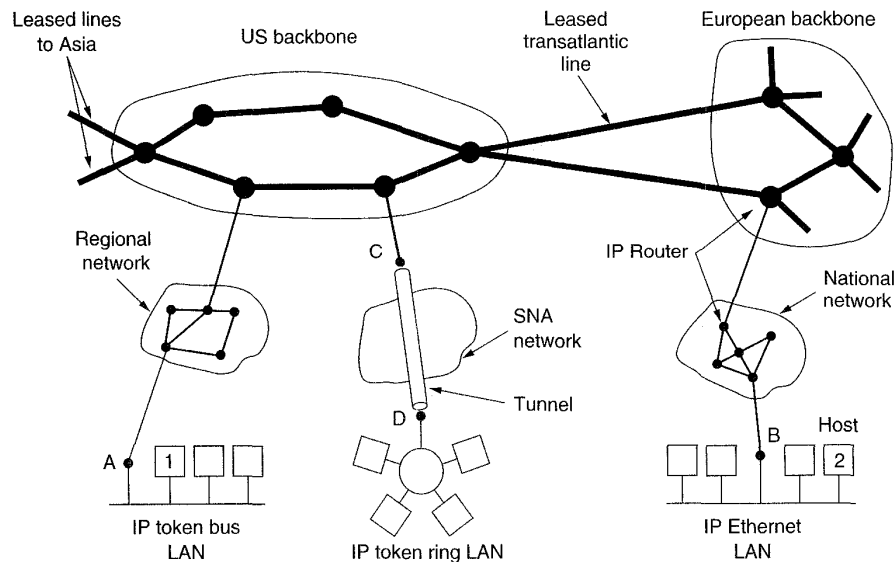 Leased lines
to Asia
US backbone
Leased
transatlantic
line
European backbone
Regional
network
C
SNA
network
Tunnel
D
IP Router
National
network
A
1
B
Host
2
IP token bus
LAN
IP token ring LAN
IP Ethernet
LAN